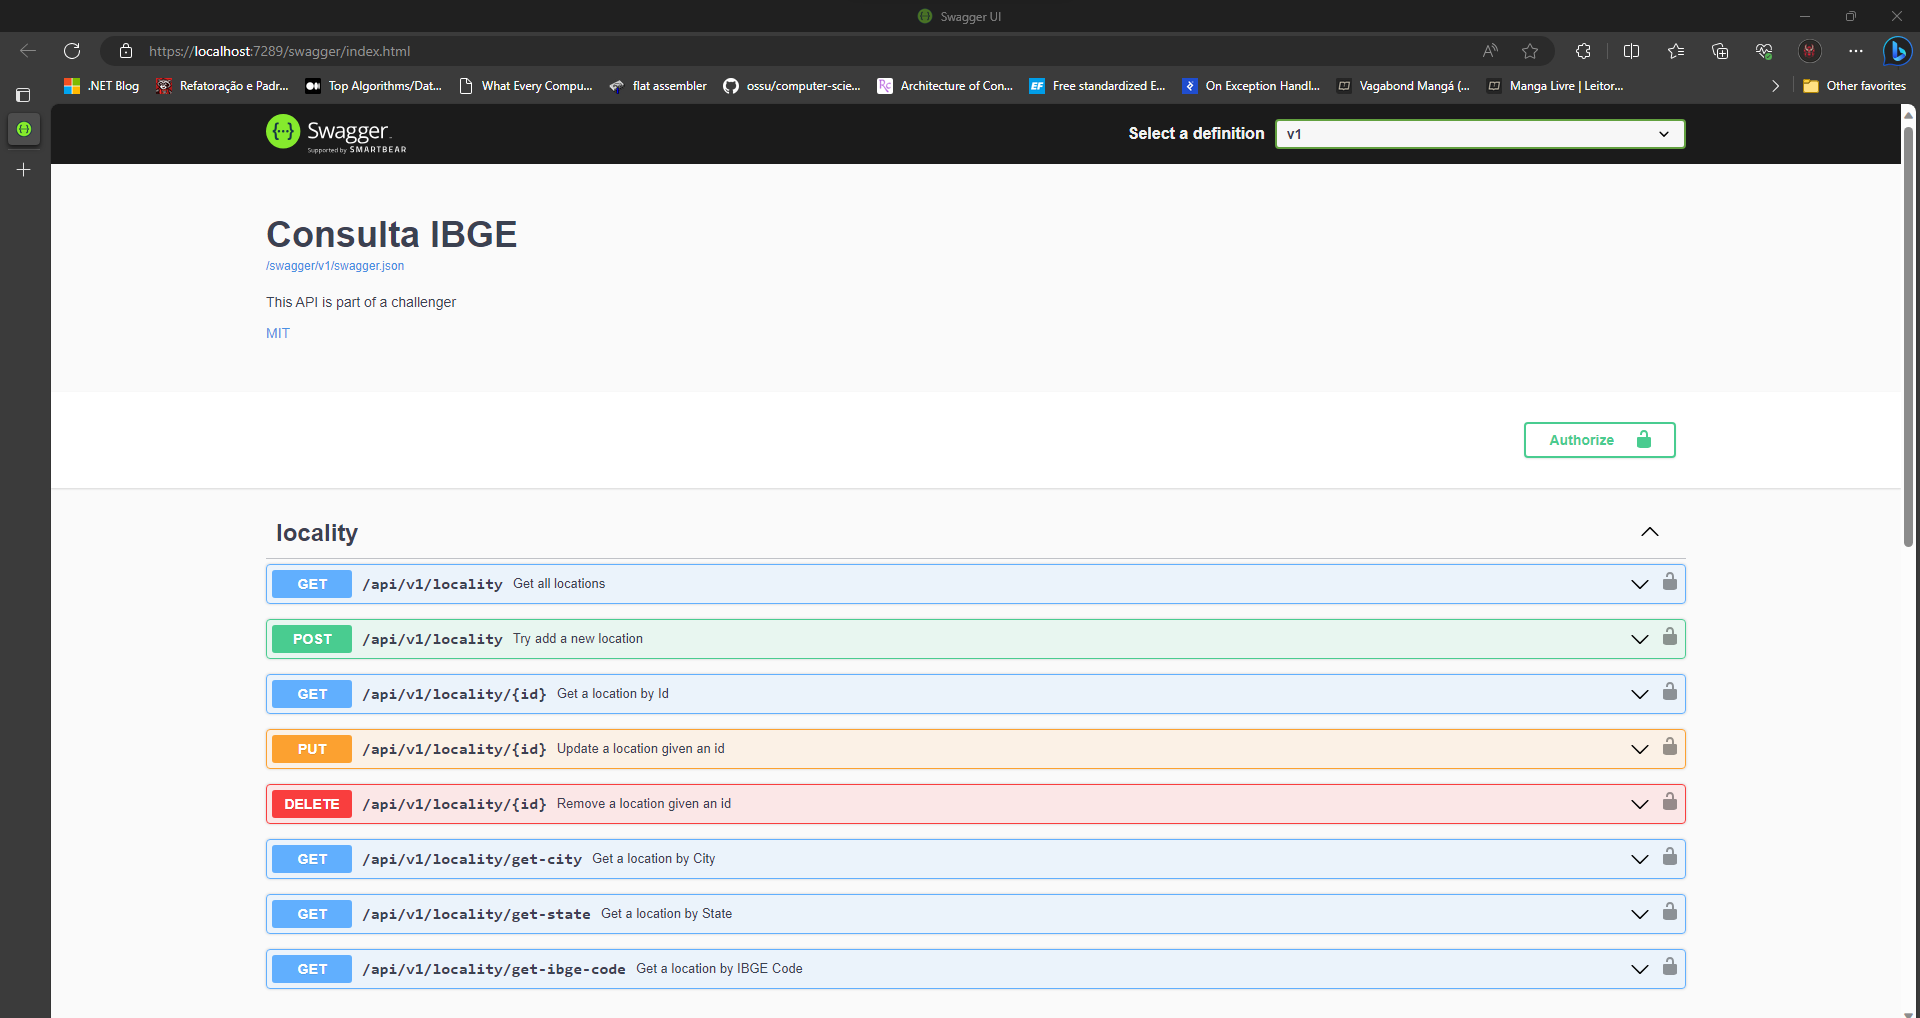 Swagger UI
https://localhost:7289/swagger/index.html
.NET Blog Refatoração e Padr... Top Algorithms/Dat... What Every Compu... flat assembler ossu/computer-scie... Architecture of Con... Free standardized E... On Exception Handl... Vagabond Mangá (... Manga Livre | Leitor... Other favorites
Swagger
Supported by SMARTBEAR
Select a definition v1
Consulta IBGE
/swagger/v1/swagger.json
This API is part of a challenger
MIT
Authorize
locality
GET /api/v1/locality Get all locations
POST /api/v1/locality Try add a new location
GET /api/v1/locality/{id} Get a location by Id
PUT /api/v1/locality/{id} Update a location given an id
DELETE /api/v1/locality/{id} Remove a location given an id
GET /api/v1/locality/get-city Get a location by City
GET /api/v1/locality/get-state Get a location by State
GET /api/v1/locality/get-ibge-code Get a location by IBGE Code